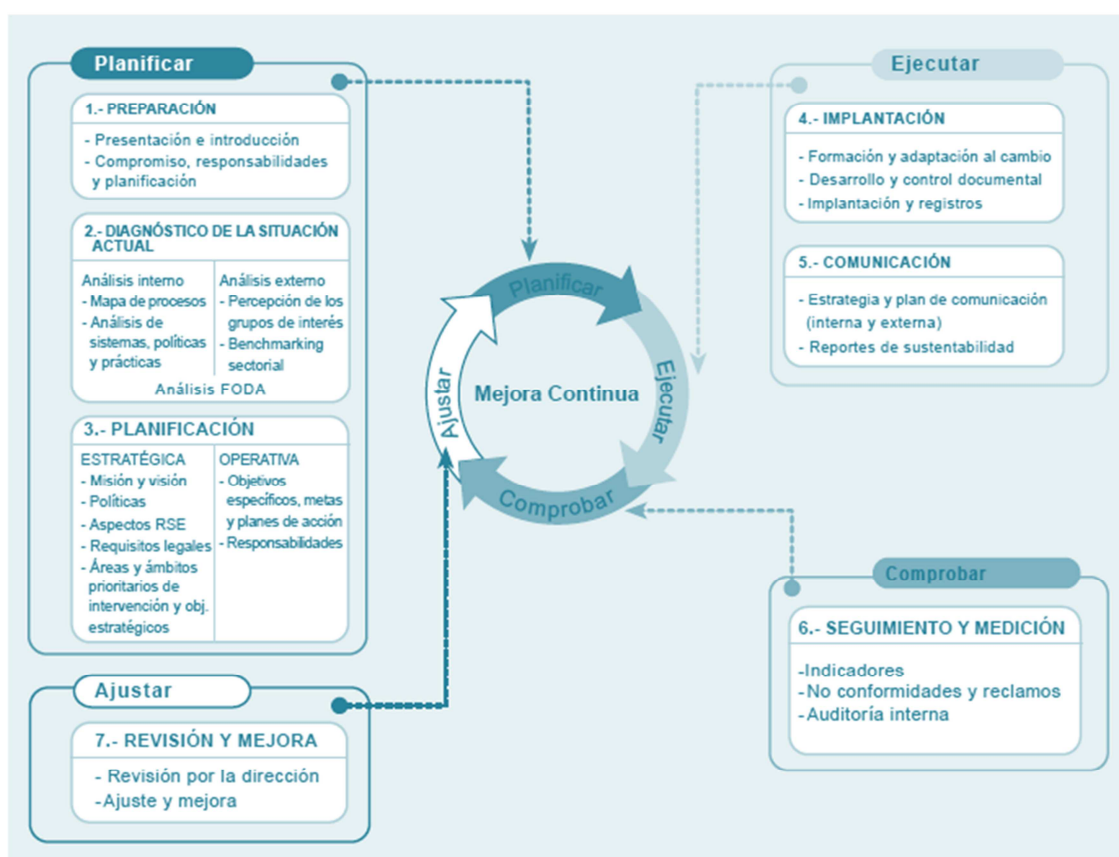 Planificar
1.- PREPARACIÓN
- Presentación e introducción
- Compromiso, responsabilidades
y planificación
2.- DIAGNÓSTICO DE LA SITUACIÓN
ACTUAL
Análisis interno
- Mapa de procesos
- Análisis de
sistemas, políticas
y prácticas
Análisis externo
- Percepción de los
grupos de interés
- Benchmarking
sectorial
Análisis FODA
3.- PLANIFICACIÓN
ESTRATÉGICA
- Misión y visión
- Políticas
- Aspectos RSE
- Requisitos legales
- Áreas y ámbitos
prioritarios de
intervención y obj.
estratégicos
OPERATIVA
- Objetivos
específicos, metas
y planes de acción
- Responsabilidades
Ejecutar
4.- IMPLANTACIÓN
- Formación y adaptación al cambio
- Desarrollo y control documental
- Implantación y registros
5.- COMUNICACIÓN
- Estrategia y plan de comunicación
(interna y externa)
- Reportes de sustentabilidad
Planificar
Ejecutar
Comprobar
Ajustar
Mejora Continua
Comprobar
6.- SEGUIMIENTO Y MEDICIÓN
-Indicadores
-No conformidades y reclamos
-Auditoría interna
Ajustar
7.- REVISIÓN Y MEJORA
- Revisión por la dirección
-Ajuste y mejora